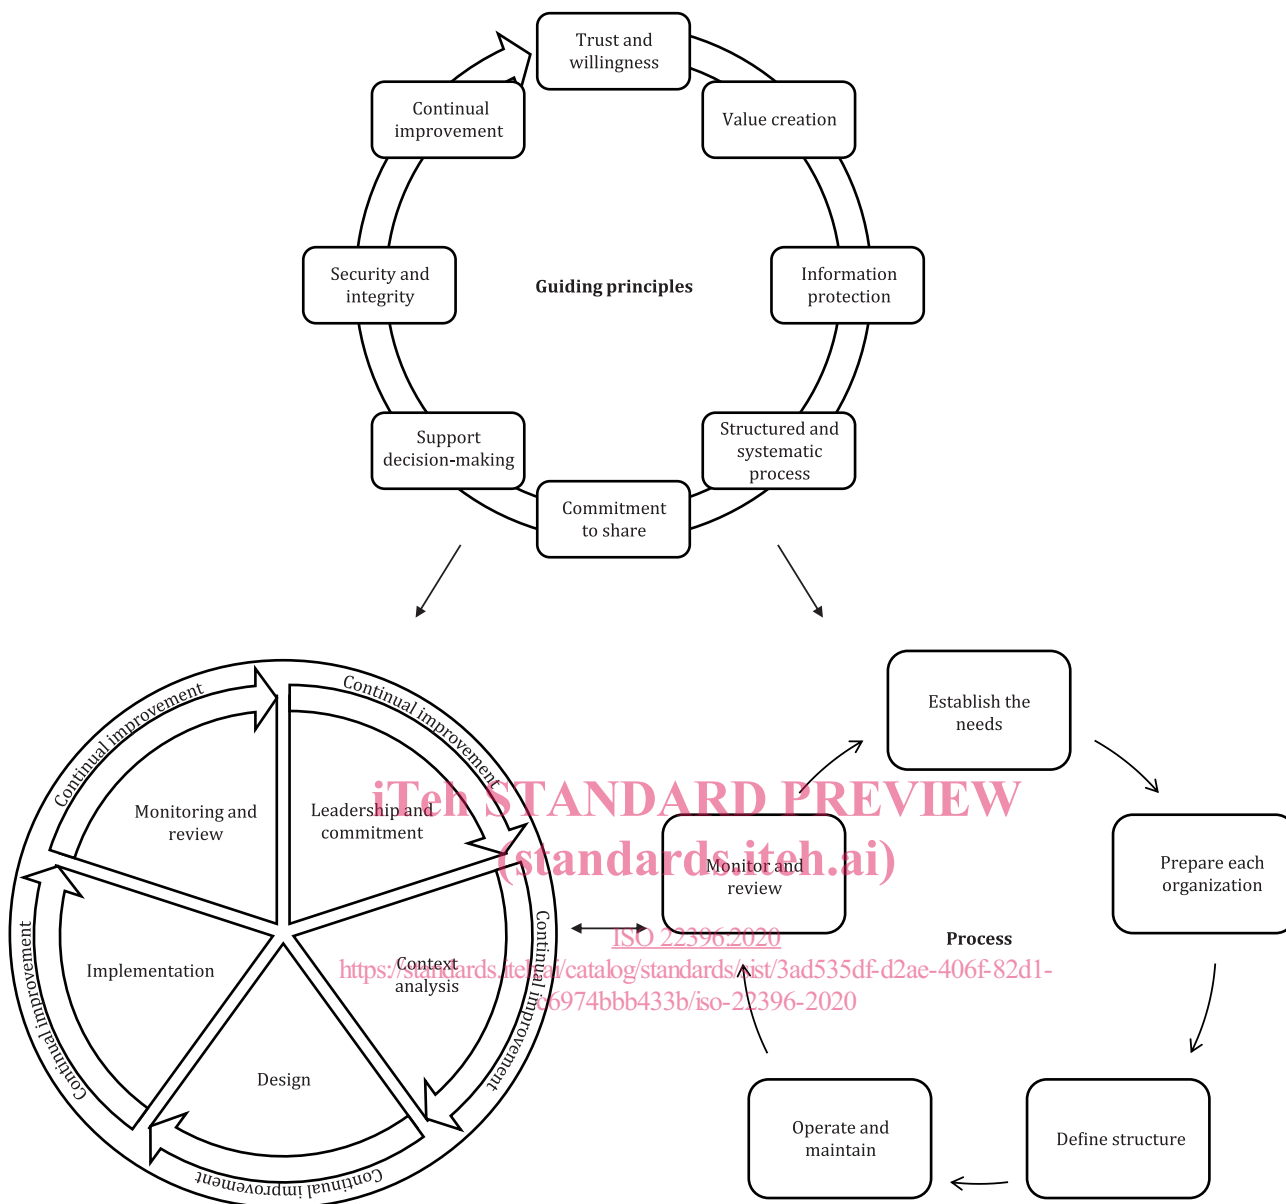 Trust and
willingness
Value creation
Information
protection
Structured and
systematic
process
Commitment
to share
Support
decision-making
Security and
integrity
Continual
improvement
Guiding principles
Continual improvement
Continual improvement
Continual improvement
Continual improvement
Continual improvement
Leadership and
commitment
Context
analysis
Design
Implementation
Monitoring and
review
Establish the
needs
Prepare each
organization
Define structure
Operate and
maintain
Monitor and
review
Process
iTeh STANDARD PREVIEW
(standards.iteh.ai)
ISO 22396:2020
https://standards.iteh.ai/catalog/standards/sist/3ad535df-d2ae-406f-82d1-
c6974bbb433b/iso-22396-2020